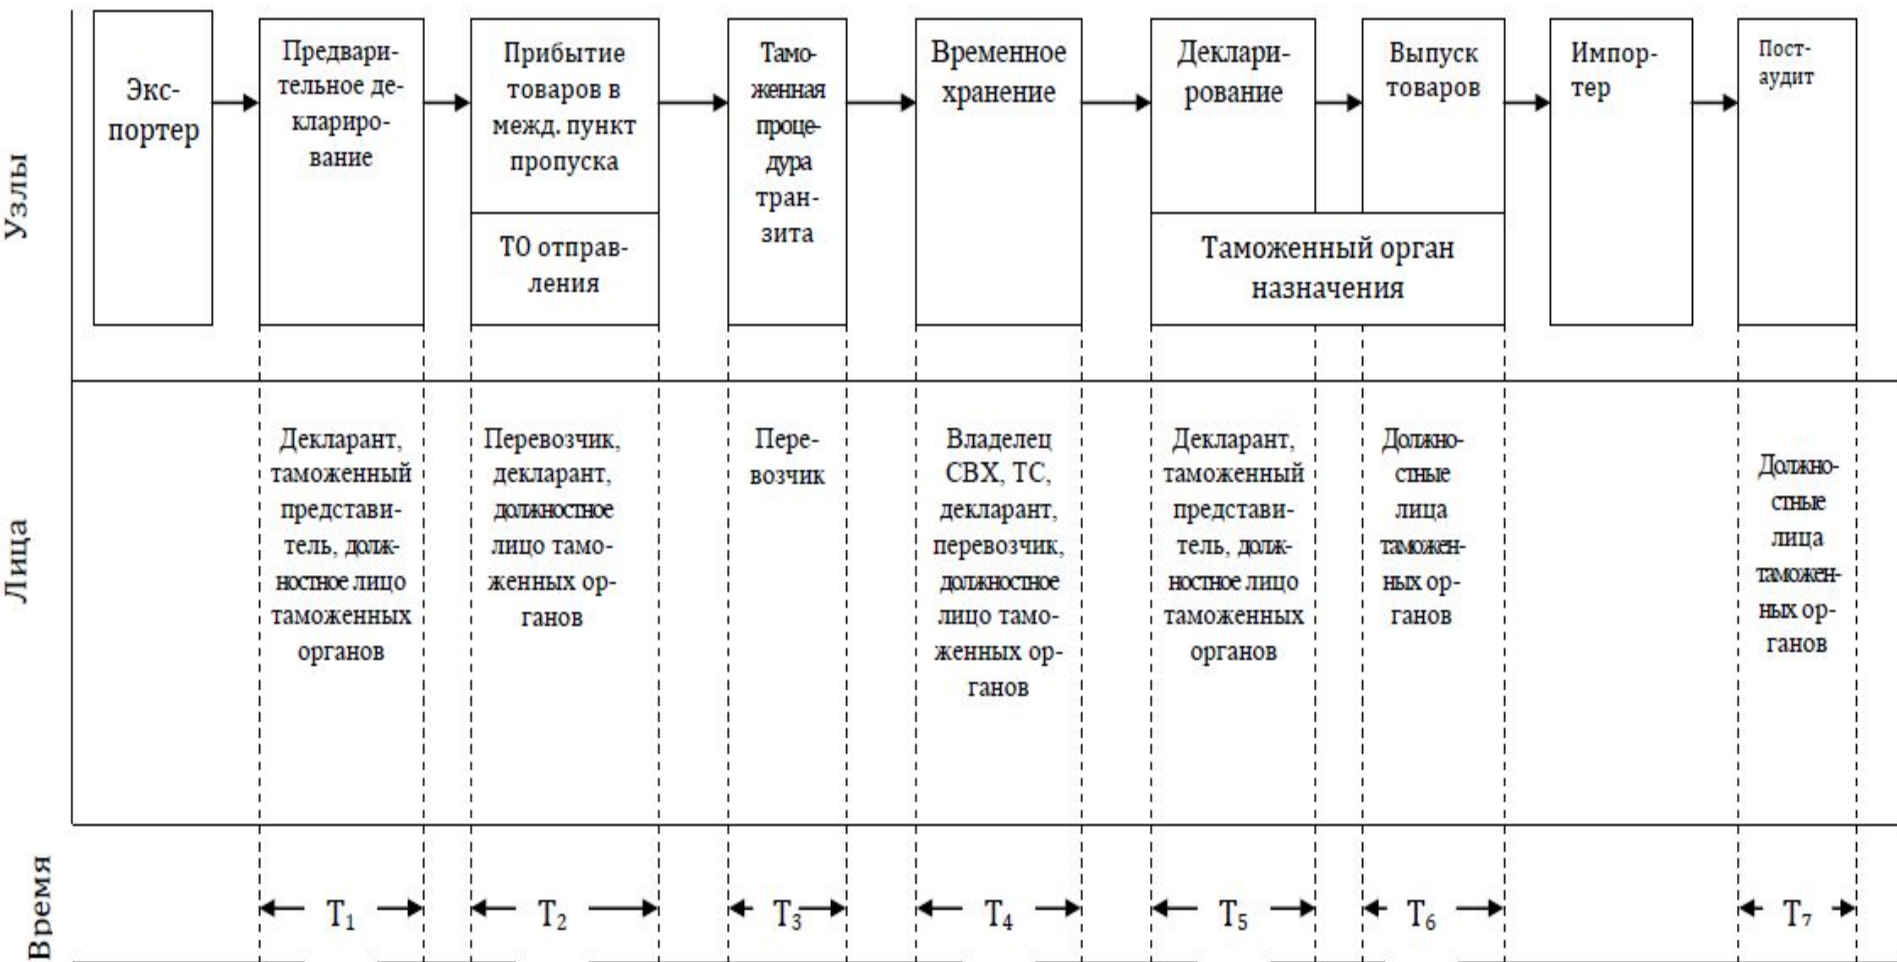 Узлы
Экс-
портер
Предвари-
тельное де-
клариро-
вание
Прибытие
товаров в
межд. пункт
пропуска
ТО отправ-
ления
Тамо-
женная
проце-
дура
тран-
зита
Временное
хранение
Деклари-
рование
Выпуск
товаров
Таможенный орган
назначения
Импор-
тер
Пост-
аудит
Лица
Декларант,
таможенный
представи-
тель, долж-
ностное лицо
таможенных
органов
Перевозчик,
декларант,
должностное
лицо тамо-
женных ор-
ганов
Пере-
возчик
Владелец
СВХ, ТС,
декларант,
перевозчик,
должностное
лицо тамо-
женных ор-
ганов
Декларант,
таможенный
представи-
тель, долж-
ностное лицо
таможенных
органов
Должно-
стные
лица
таможен-
ных ор-
ганов
Должно-
стные
лица
таможен-
ных ор-
ганов
Время
T₁
T₂
T₃
T₄
T₅
T₆
T₇